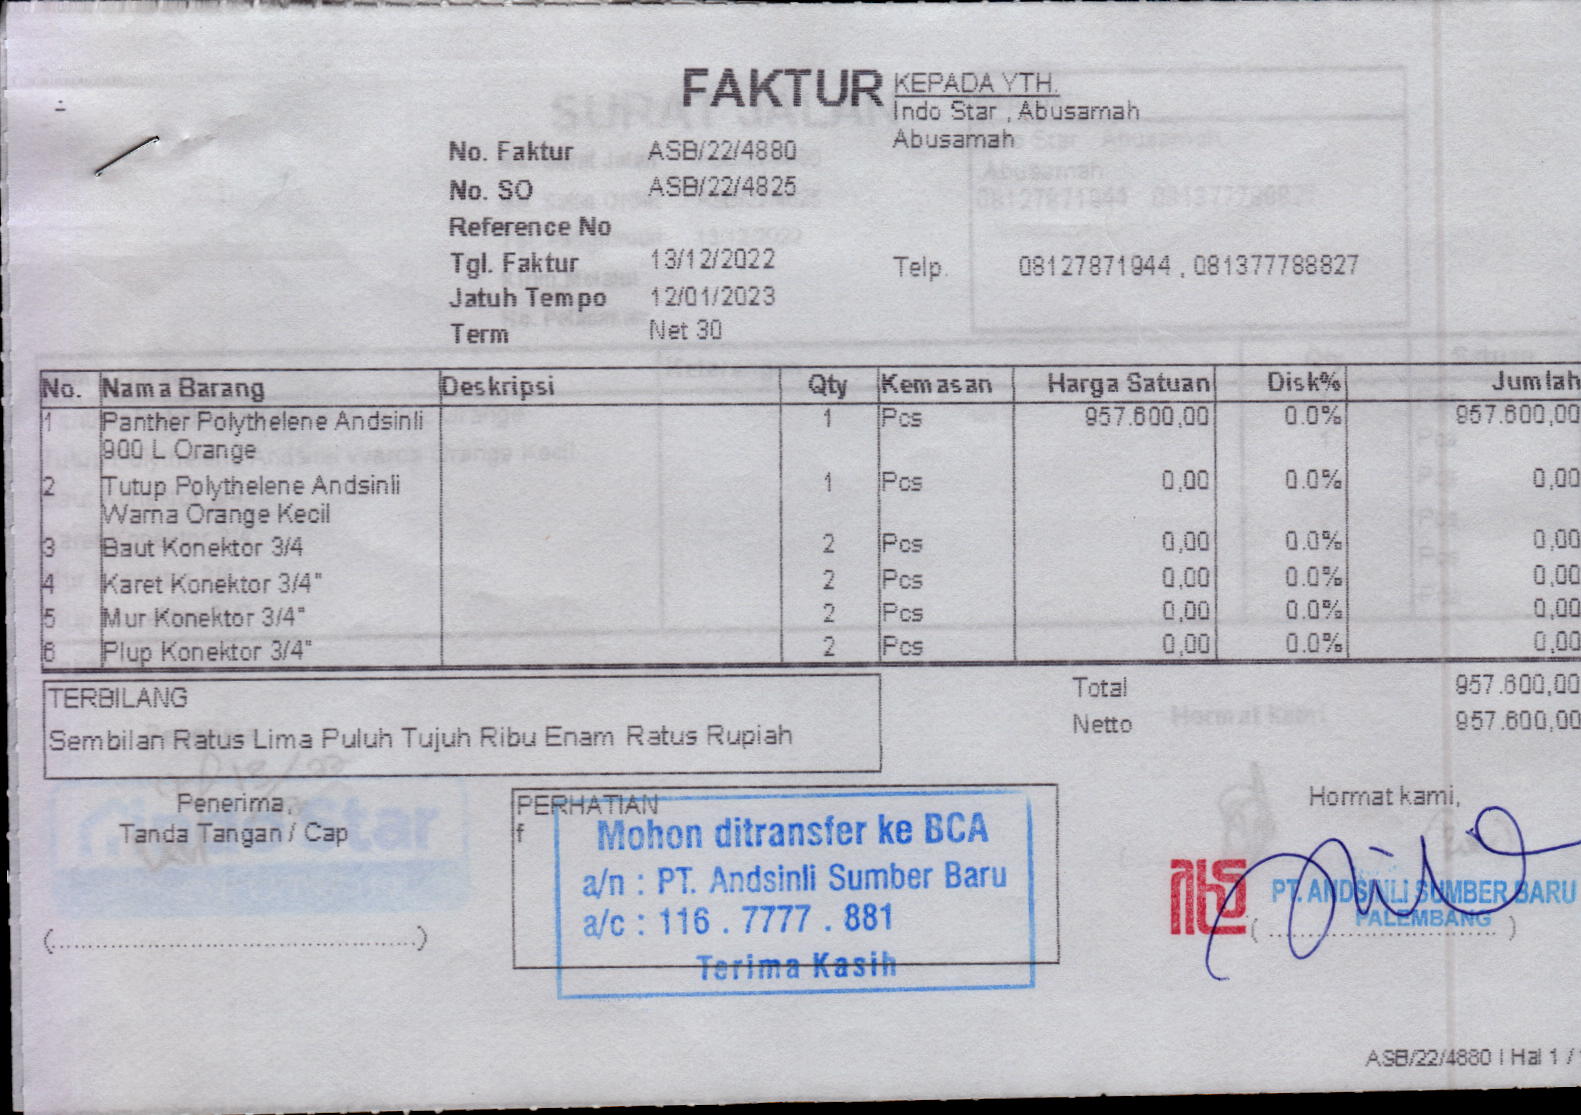 FAKTUR
KEPADA YTH.
Indo Star , Abusamah
Abusamah
No. Faktur ASB/22/4880
No. SO ASB/22/4825
Reference No
Tgl. Faktur 13/12/2022
Telp. 08127871944 , 081377788827
Jatuh Tempo 12/01/2023
Term Net 30
No. Nama Barang Deskripsi Qty Kemasan Harga Satuan Disk% Jumlah
1 Panther Polythelene Andsinli 1 Pcs 957.600,00 0.0% 957.600,00
900 L Orange
2 Tutup Polythelene Andsinli 1 Pcs 0,00 0.0% 0,00
Warna Orange Kecil
3 Baut Konektor 3/4 2 Pcs 0,00 0.0% 0,00
4 Karet Konektor 3/4" 2 Pcs 0,00 0.0% 0,00
5 Mur Konektor 3/4" 2 Pcs 0,00 0.0% 0,00
6 Plup Konektor 3/4" 2 Pcs 0,00 0.0% 0,00
TERBILANG
Sembilan Ratus Lima Puluh Tujuh Ribu Enam Ratus Rupiah
Total 957.600,00
Netto 957.600,00
Penerima,
Tanda Tangan / Cap
(..................................................)
PERHATIAN
f
Mohon ditransfer ke BCA
a/n : PT. Andsinli Sumber Baru
a/c : 116 . 7777 . 881
Terima Kasih
Hormat kami,
PT. ANDSINLI SUMBER BARU
PALEMBANG
( .................................. )
ASB/22/4880 | Hal 1 /